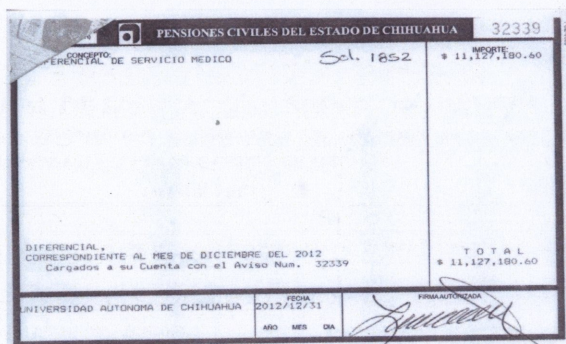 PENSIONES CIVILES DEL ESTADO DE CHIHUAHUA 32339
CONCEPTO: IMPORTE:
FERENCIAL DE SERVICIO MEDICO Scl. 1852 $ 11,127,180.60
DIFERENCIAL,
CORRESPONDIENTE AL MES DE DICIEMBRE DEL 2012 T O T A L
Cargados a su Cuenta con el Aviso Num. 32339 $ 11,127,180.60
FECHA FIRMA AUTORIZADA
UNIVERSIDAD AUTONOMA DE CHIHUAHUA 2012/12/31
AÑO MES DIA